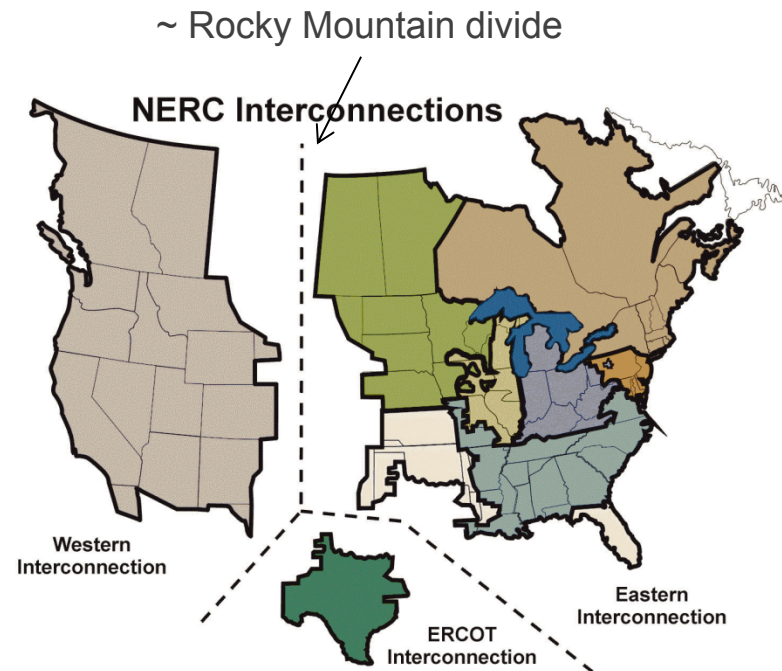 ~ Rocky Mountain divide
NERC Interconnections
Western
Interconnection
ERCOT
Interconnection
Eastern
Interconnection